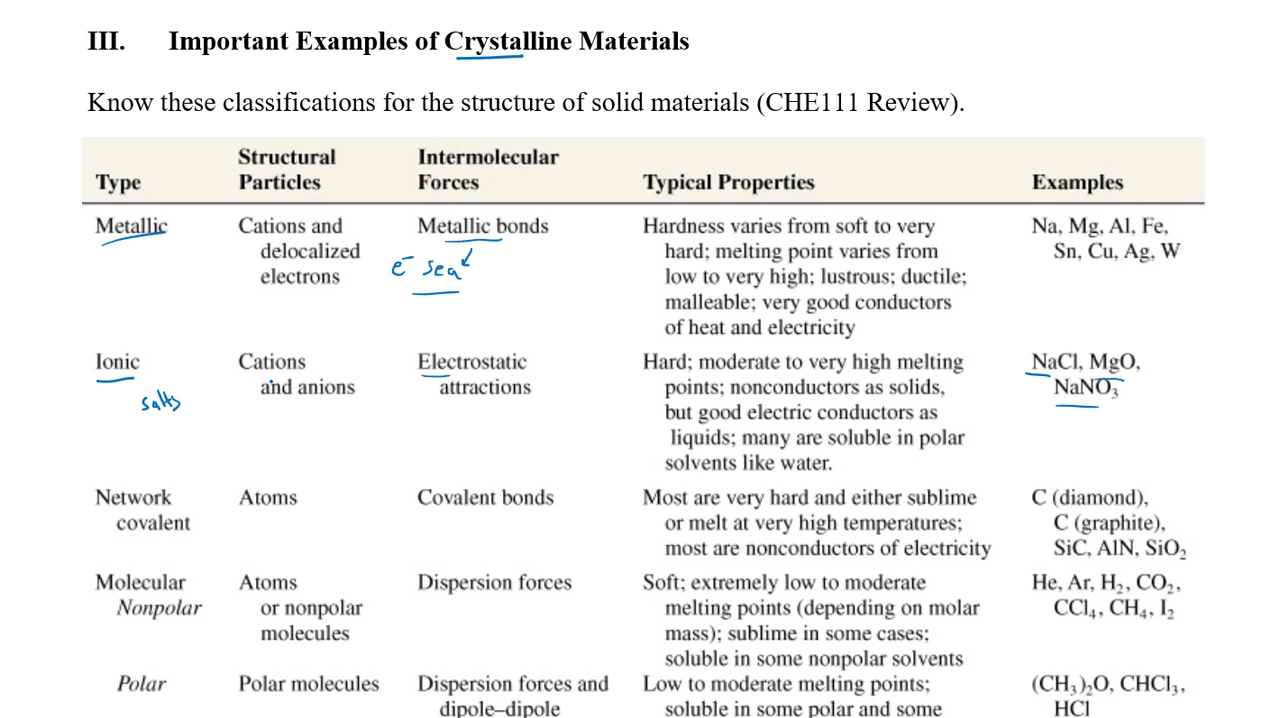 III. Important Examples of Crystalline Materials
Know these classifications for the structure of solid materials (CHE111 Review).
Type Structural Particles Intermolecular Forces Typical Properties Examples
Metallic Cations and delocalized electrons Metallic bonds Hardness varies from soft to very hard; melting point varies from low to very high; lustrous; ductile; malleable; very good conductors of heat and electricity Na, Mg, Al, Fe, Sn, Cu, Ag, W
e⁻ sea
Ionic Cations and anions Electrostatic attractions Hard; moderate to very high melting points; nonconductors as solids, but good electric conductors as liquids; many are soluble in polar solvents like water. NaCl, MgO, NaNO₃
salts
Network covalent Atoms Covalent bonds Most are very hard and either sublime or melt at very high temperatures; most are nonconductors of electricity C (diamond), C (graphite), SiC, AlN, SiO₂
Molecular Nonpolar Atoms or nonpolar molecules Dispersion forces Soft; extremely low to moderate melting points (depending on molar mass); sublime in some cases; soluble in some nonpolar solvents He, Ar, H₂, CO₂, CCl₄, CH₄, I₂
Polar Polar molecules Dispersion forces and dipole–dipole Low to moderate melting points; soluble in some polar and some (CH₃)₂O, CHCl₃, HCl